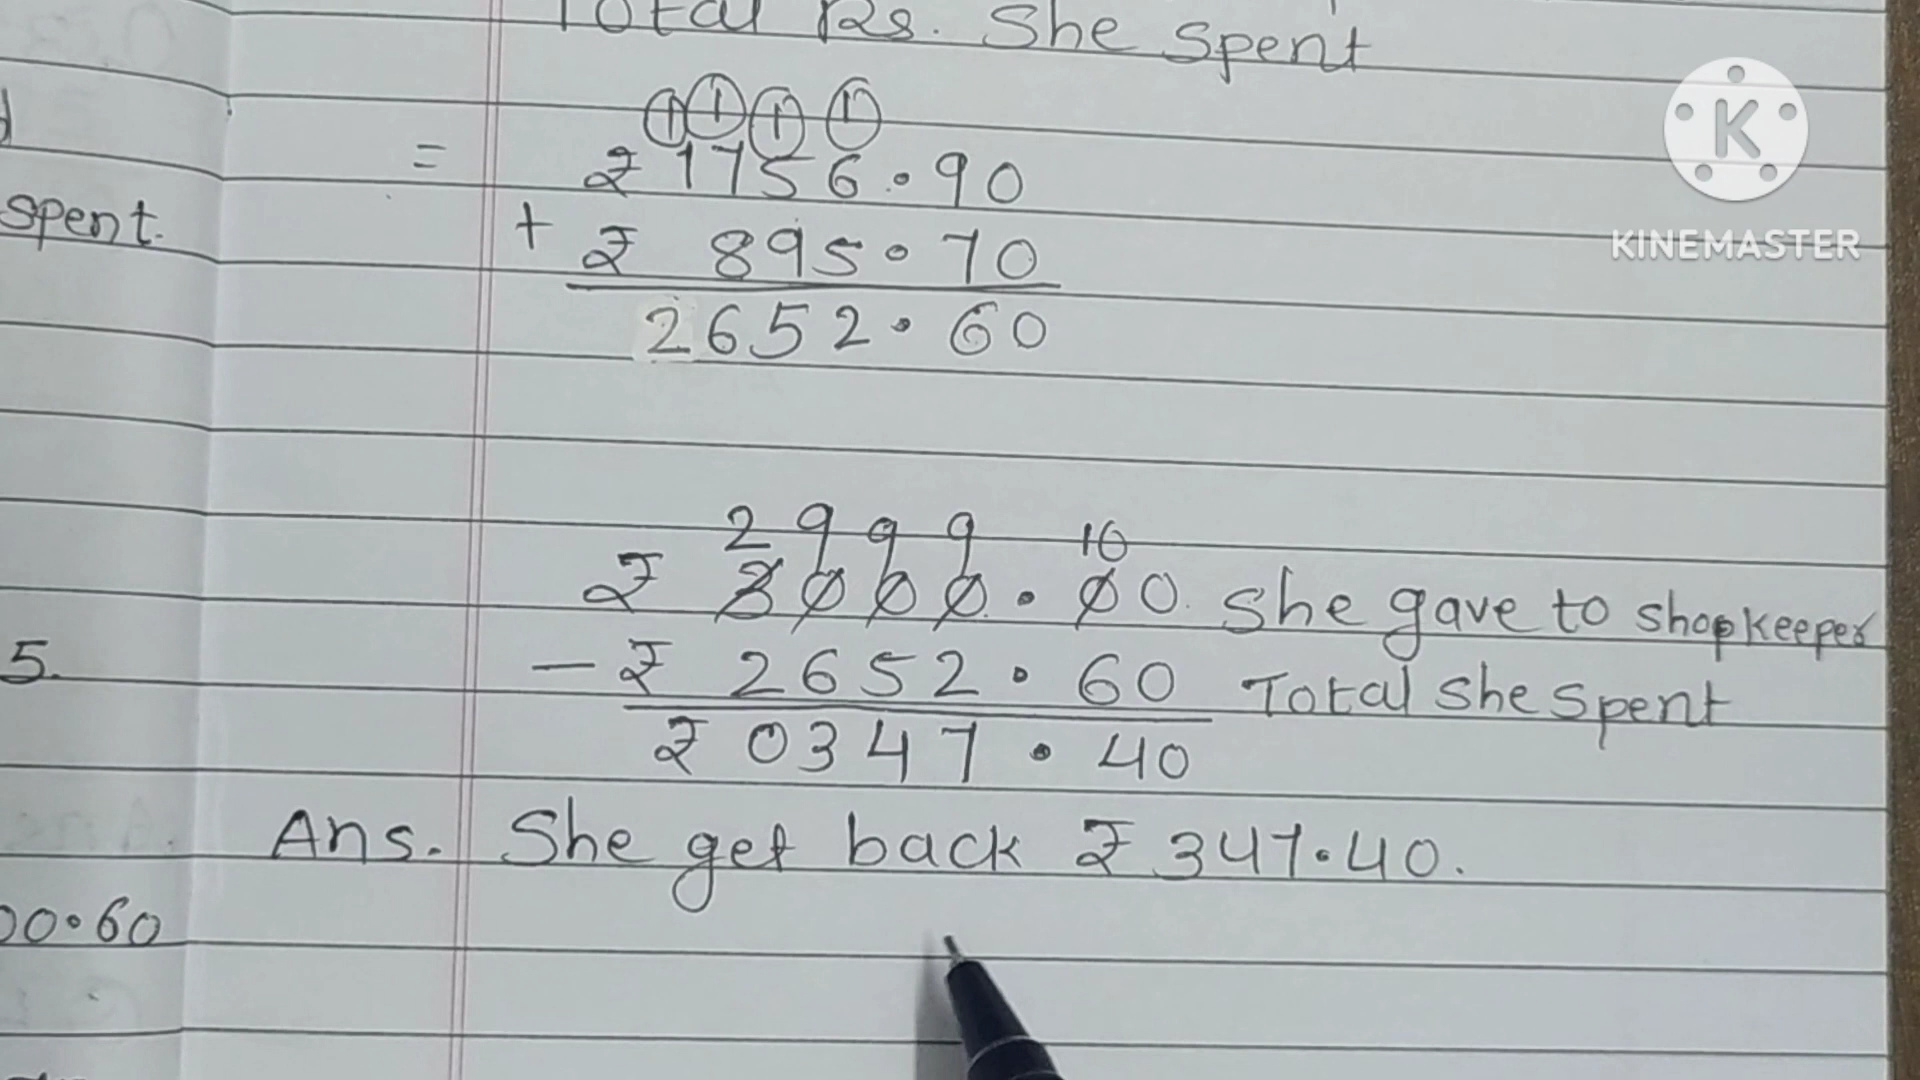 Total Rs. She spent
1 1 1 1
= ₹ 1756.90
spent.
+ ₹ 895.70
2652.60
2 9 9 9 10
₹ 3000.00 She gave to shopkeeper
5.
- ₹ 2652.60 Total She spent
₹ 0347.40
Ans. She get back ₹ 347.40.
00.60
K
KINEMASTER